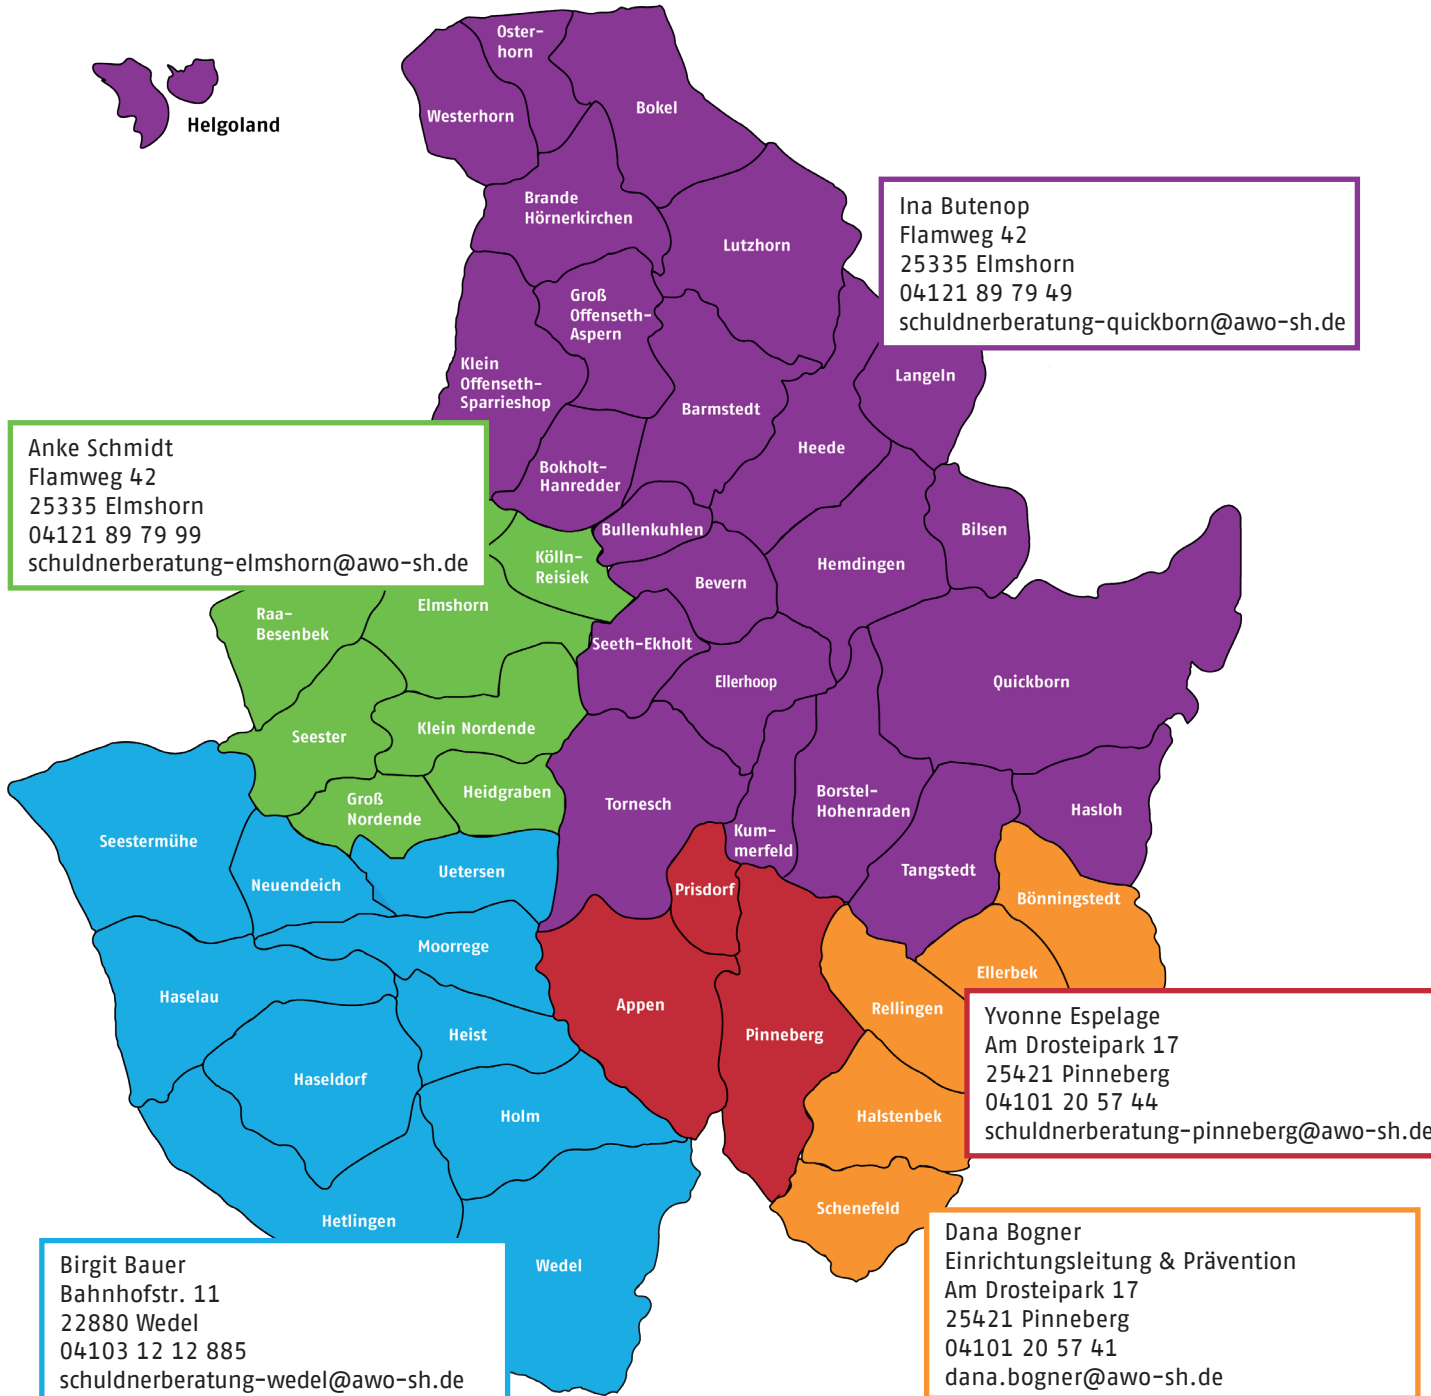 Oster-
horn
Westerhorn
Bokel
Helgoland
Brande
Hörnerkirchen
Lutzhorn
Ina Butenop
Flamweg 42
25335 Elmshorn
04121 89 79 49
schuldnerberatung-quickborn@awo-sh.de
Groß
Offenseth-
Aspern
Klein
Offenseth-
Sparrieshop
Langeln
Barmstedt
Heede
Bokholt-
Hanredder
Anke Schmidt
Flamweg 42
25335 Elmshorn
04121 89 79 99
schuldnerberatung-elmshorn@awo-sh.de
Bullenkuhlen
Bilsen
Kölln-
Reisiek
Hemdingen
Bevern
Elmshorn
Raa-
Besenbek
Seeth-Ekholt
Ellerhoop
Quickborn
Klein Nordende
Seester
Heidgraben
Groß
Nordende
Tornesch
Borstel-
Hohenraden
Hasloh
Kum-
merfeld
Seestermühe
Neuendeich
Uetersen
Tangstedt
Prisdorf
Bönningstedt
Moorrege
Ellerbek
Haselau
Appen
Rellingen
Heist
Pinneberg
Yvonne Espelage
Am Drosteipark 17
25421 Pinneberg
04101 20 57 44
schuldnerberatung-pinneberg@awo-sh.de
Haseldorf
Holm
Halstenbek
Hetlingen
Schenefeld
Wedel
Birgit Bauer
Bahnhofstr. 11
22880 Wedel
04103 12 12 885
schuldnerberatung-wedel@awo-sh.de
Dana Bogner
Einrichtungsleitung & Prävention
Am Drosteipark 17
25421 Pinneberg
04101 20 57 41
dana.bogner@awo-sh.de